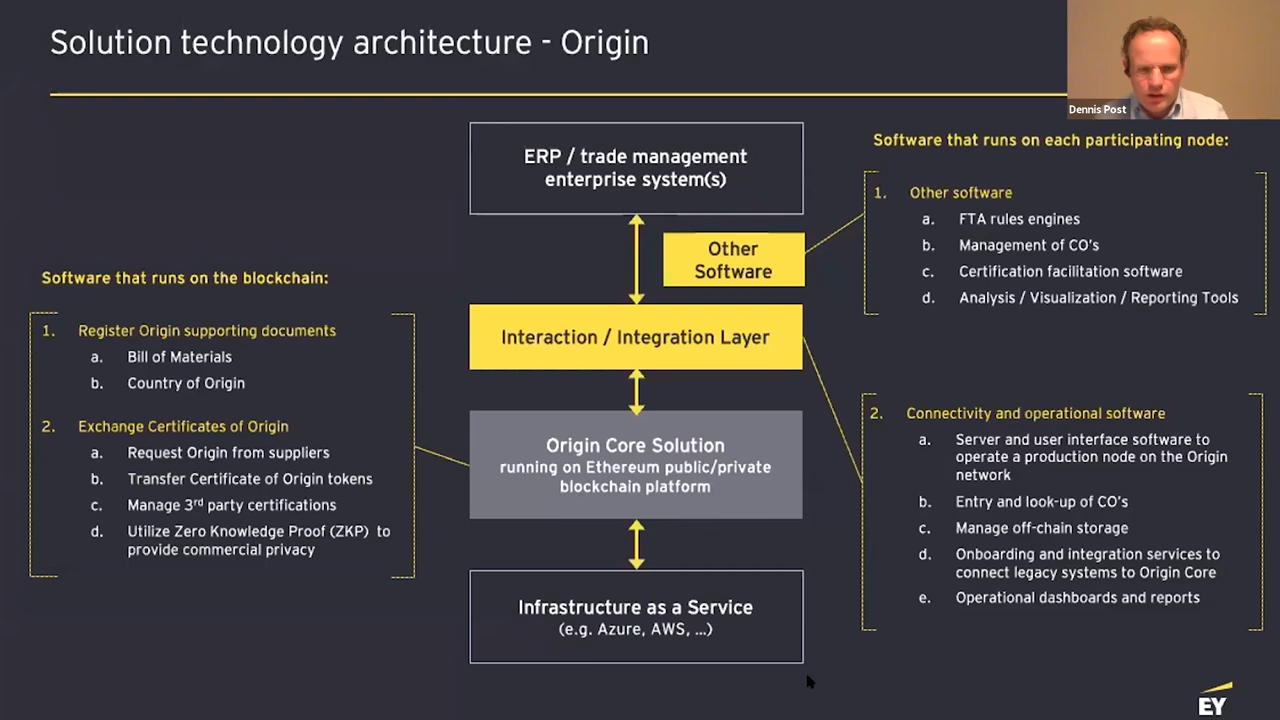 Solution technology architecture - Origin
Dennis Post
ERP / trade management
enterprise system(s)
Other
Software
Interaction / Integration Layer
Origin Core Solution
running on Ethereum public/private
blockchain platform
Infrastructure as a Service
(e.g. Azure, AWS, ...)
Software that runs on the blockchain:
1. Register Origin supporting documents
a. Bill of Materials
b. Country of Origin
2. Exchange Certificates of Origin
a. Request Origin from suppliers
b. Transfer Certificate of Origin tokens
c. Manage 3rd party certifications
d. Utilize Zero Knowledge Proof (ZKP) to
provide commercial privacy
Software that runs on each participating node:
1. Other software
a. FTA rules engines
b. Management of CO's
c. Certification facilitation software
d. Analysis / Visualization / Reporting Tools
2. Connectivity and operational software
a. Server and user interface software to
operate a production node on the Origin
network
b. Entry and look-up of CO's
c. Manage off-chain storage
d. Onboarding and integration services to
connect legacy systems to Origin Core
e. Operational dashboards and reports
EY